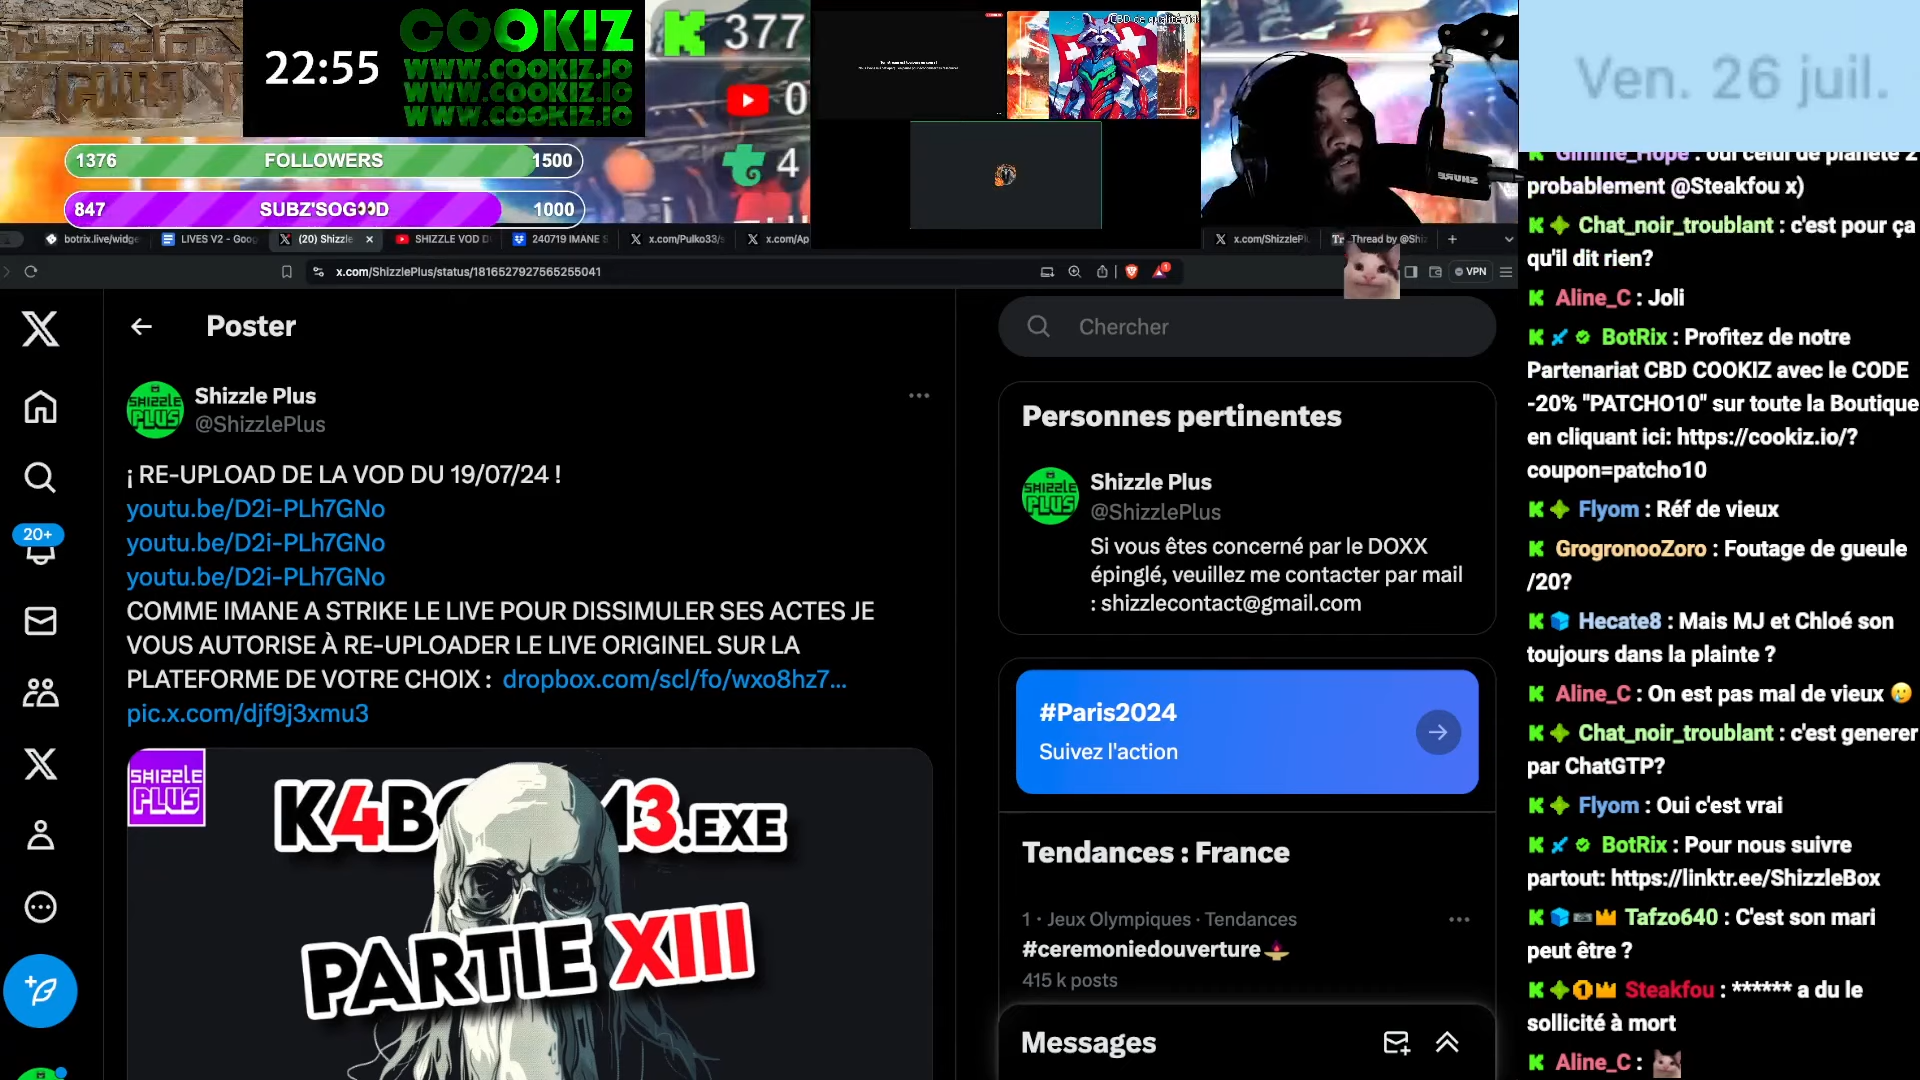 22:55
COOKIZ
WWW.COOKIZ.IO
WWW.COOKIZ.IO
WWW.COOKIZ.IO
377
0
4
1376 FOLLOWERS 1500
847 SUBZ'SOG👀D 1000
CBD ce qualité
SHURE
Ven. 26 juil.
botrix.live/widge
LIVES V2 - Goog
(20) Shizzle
SHIZZLE VOD D
240719 IMANE S
x.com/Pulko33/s
x.com/Ap
x.com/ShizzlePl
Thread by @Shiz
x.com/ShizzlePlus/status/1816527927565255041
VPN
Poster
Shizzle Plus
@ShizzlePlus
¡ RE-UPLOAD DE LA VOD DU 19/07/24 !
youtu.be/D2i-PLh7GNo
youtu.be/D2i-PLh7GNo
youtu.be/D2i-PLh7GNo
COMME IMANE A STRIKE LE LIVE POUR DISSIMULER SES ACTES JE
VOUS AUTORISE À RE-UPLOADER LE LIVE ORIGINEL SUR LA
PLATEFORME DE VOTRE CHOIX : dropbox.com/scl/fo/wxo8hz7…
pic.x.com/djf9j3xmu3
SHIZZLE
PLUS
3.EXE
PARTIE XIII
20+
Chercher
Personnes pertinentes
Shizzle Plus
@ShizzlePlus
Si vous êtes concerné par le DOXX
épinglé, veuillez me contacter par mail
: shizzlecontact@gmail.com
#Paris2024
Suivez l'action
Tendances : France
1 · Jeux Olympiques · Tendances
#ceremoniedouverture
415 k posts
Messages
Gimme_Hope : oui celui de planète 2
probablement @Steakfou x)
Chat_noir_troublant : c'est pour ça
qu'il dit rien?
Aline_C : Joli
BotRix : Profitez de notre
Partenariat CBD COOKIZ avec le CODE
-20% "PATCHO10" sur toute la Boutique
en cliquant ici: https://cookiz.io/?
coupon=patcho10
Flyom : Réf de vieux
GrogronooZoro : Foutage de gueule
/20?
Hecate8 : Mais MJ et Chloé son
toujours dans la plainte ?
Aline_C : On est pas mal de vieux 🥲
Chat_noir_troublant : c'est generer
par ChatGTP?
Flyom : Oui c'est vrai
BotRix : Pour nous suivre
partout: https://linktr.ee/ShizzleBox
Tafzo640 : C'est son mari
peut être ?
Steakfou : ****** a du le
sollicité à mort
Aline_C :